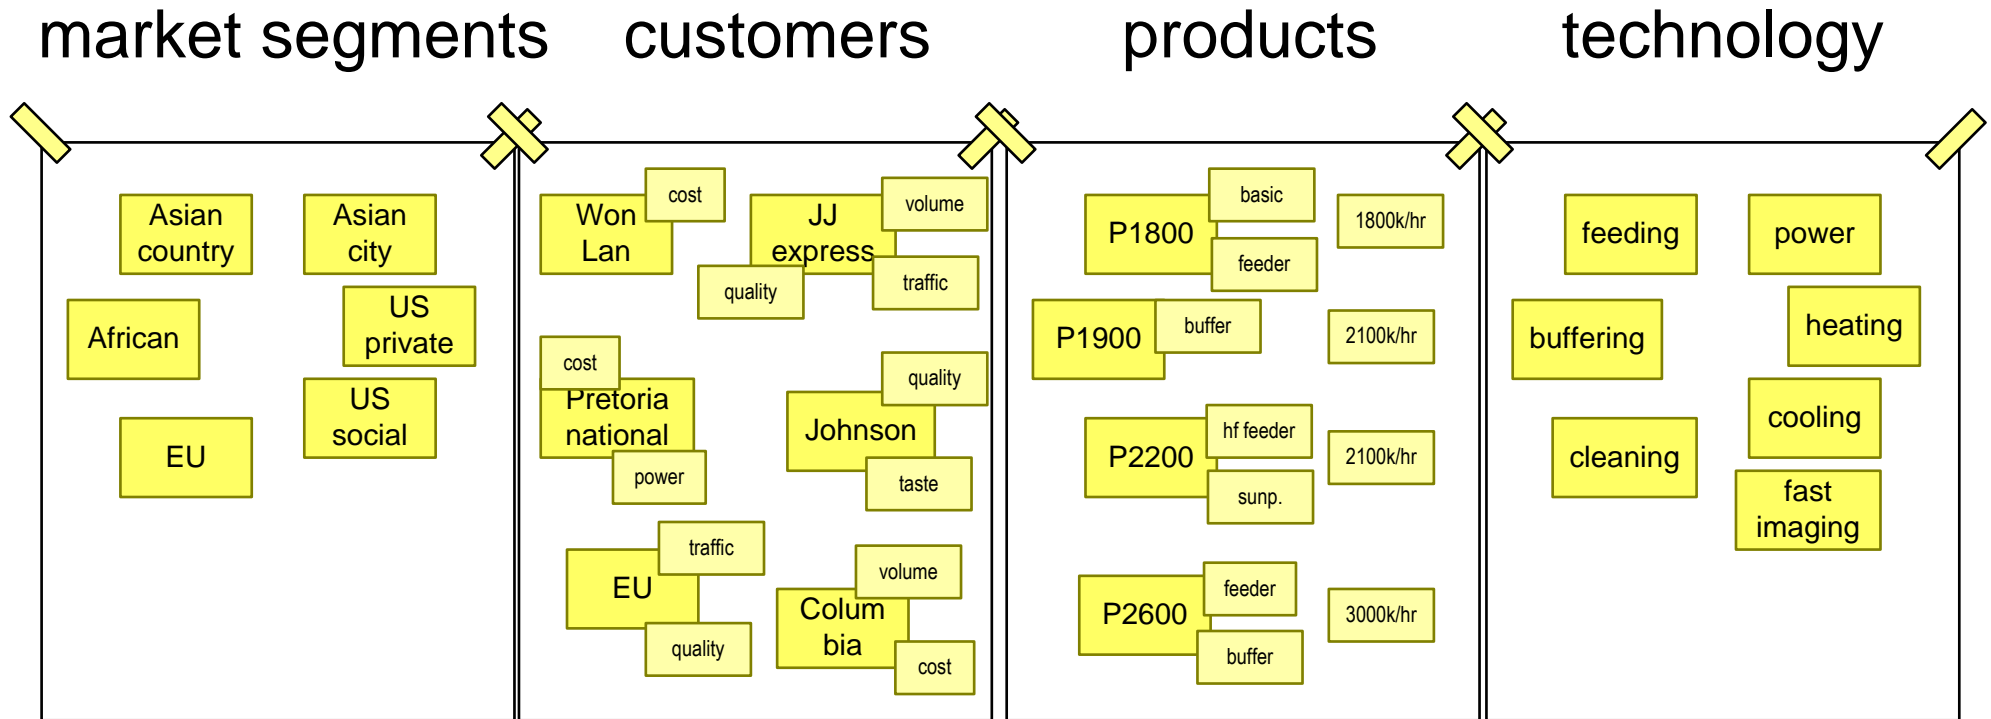 market segments
customers
products
technology
Asian
country
Asian
city
African
US
private
US
social
EU
Won
Lan
cost
JJ
express
volume
quality
traffic
cost
Pretoria
national
power
quality
Johnson
taste
traffic
EU
quality
volume
Colum
bia
cost
P1800
basic
feeder
1800k/hr
P1900
buffer
2100k/hr
P2200
hf feeder
sunp.
2100k/hr
P2600
feeder
buffer
3000k/hr
feeding
power
buffering
heating
cooling
cleaning
fast
imaging